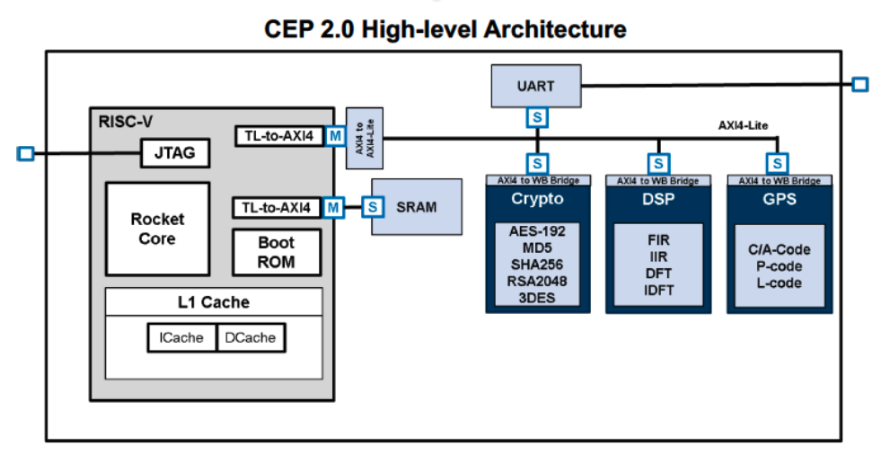 CEP 2.0 High-level Architecture
UART
S
AXI4-Lite
RISC-V
JTAG
TL-to-AXI4
M
AXI4 to
AXI4-Lite
TL-to-AXI4
M
S
SRAM
Rocket
Core
Boot
ROM
L1 Cache
ICache
DCache
S
AXI4 to WB Bridge
Crypto
AES-192
MD5
SHA256
RSA2048
3DES
S
AXI4 to WB Bridge
DSP
FIR
IIR
DFT
IDFT
S
AXI4 to WB Bridge
GPS
C/A-Code
P-code
L-code